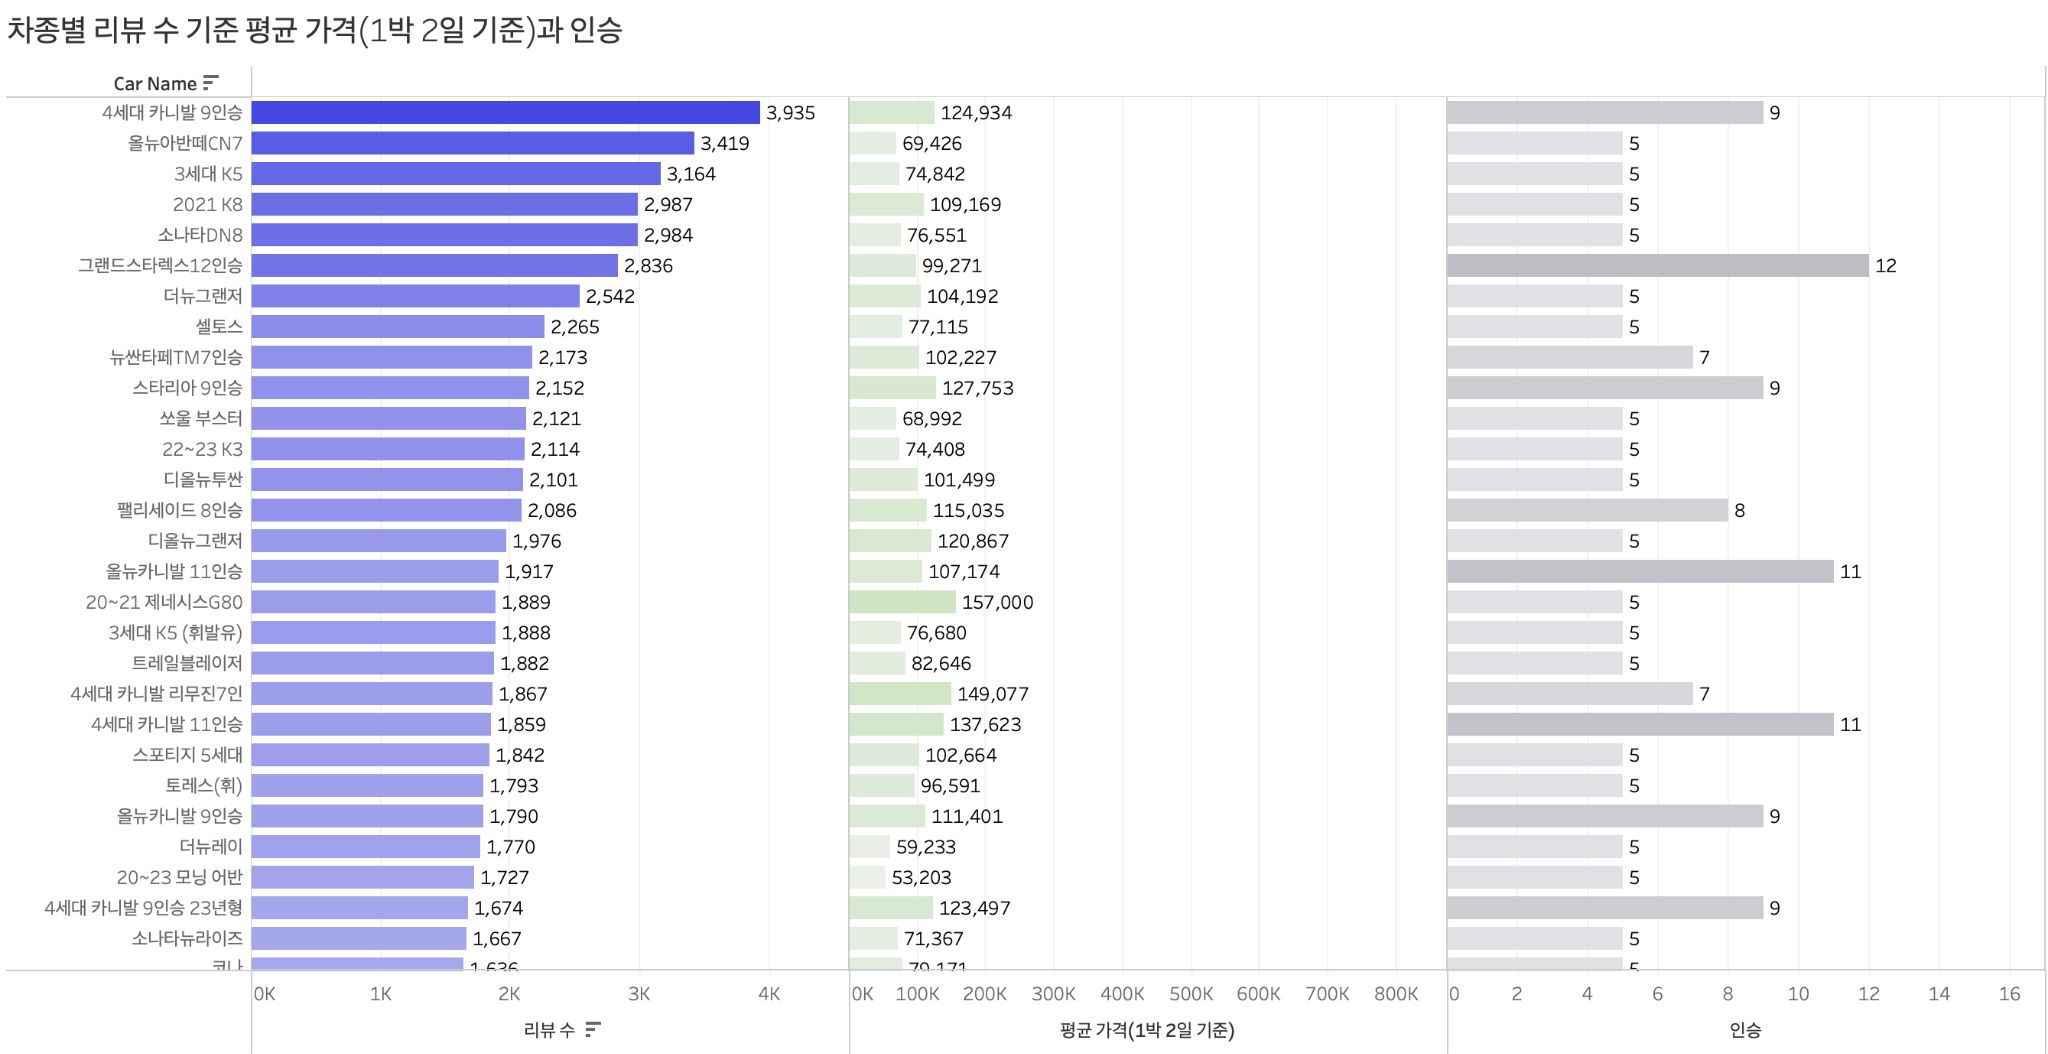 차종별 리뷰 수 기준 평균 가격(1박 2일 기준)과 인승
Car Name
4세대 카니발 9인승 3,935 124,934 9
올뉴아반떼CN7 3,419 69,426 5
3세대 K5 3,164 74,842 5
2021 K8 2,987 109,169 5
소나타DN8 2,984 76,551 5
그랜드스타렉스12인승 2,836 99,271 12
더뉴그랜저 2,542 104,192 5
셀토스 2,265 77,115 5
뉴싼타페TM7인승 2,173 102,227 7
스타리아 9인승 2,152 127,753 9
쏘울 부스터 2,121 68,992 5
22~23 K3 2,114 74,408 5
디올뉴투싼 2,101 101,499 5
팰리세이드 8인승 2,086 115,035 8
디올뉴그랜저 1,976 120,867 5
올뉴카니발 11인승 1,917 107,174 11
20~21 제네시스G80 1,889 157,000 5
3세대 K5 (휘발유) 1,888 76,680 5
트레일블레이저 1,882 82,646 5
4세대 카니발 리무진7인 1,867 149,077 7
4세대 카니발 11인승 1,859 137,623 11
스포티지 5세대 1,842 102,664 5
토레스(휘) 1,793 96,591 5
올뉴카니발 9인승 1,790 111,401 9
더뉴레이 1,770 59,233 5
20~23 모닝 어반 1,727 53,203 5
4세대 카니발 9인승 23년형 1,674 123,497 9
소나타뉴라이즈 1,667 71,367 5
코나 1,636 79,171 5
0K 1K 2K 3K 4K 0K 100K 200K 300K 400K 500K 600K 700K 800K 0 2 4 6 8 10 12 14 16
리뷰 수 평균 가격(1박 2일 기준) 인승